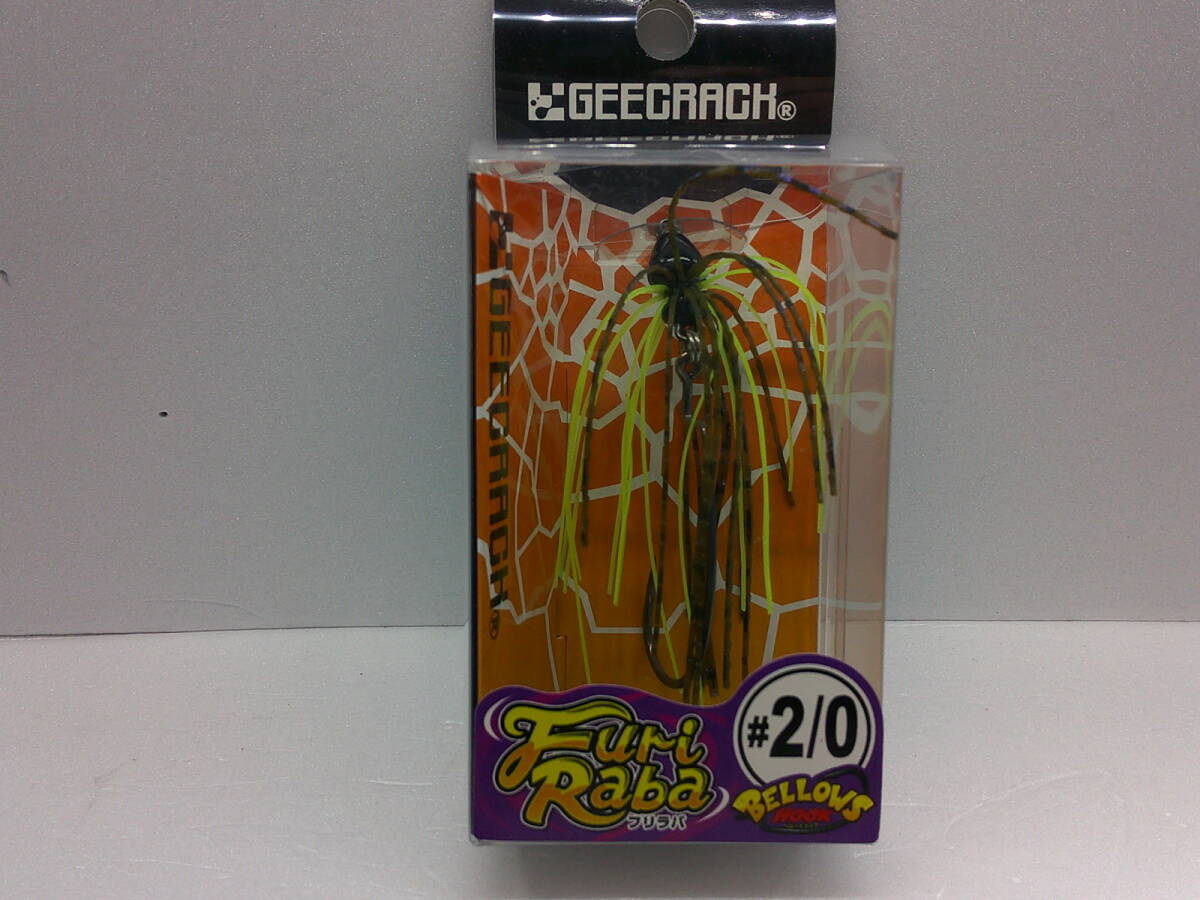 GEECRACK®
GEECRACK®
Furi
Raba
フリラバ
#2/0
BELLOWS
HOOK